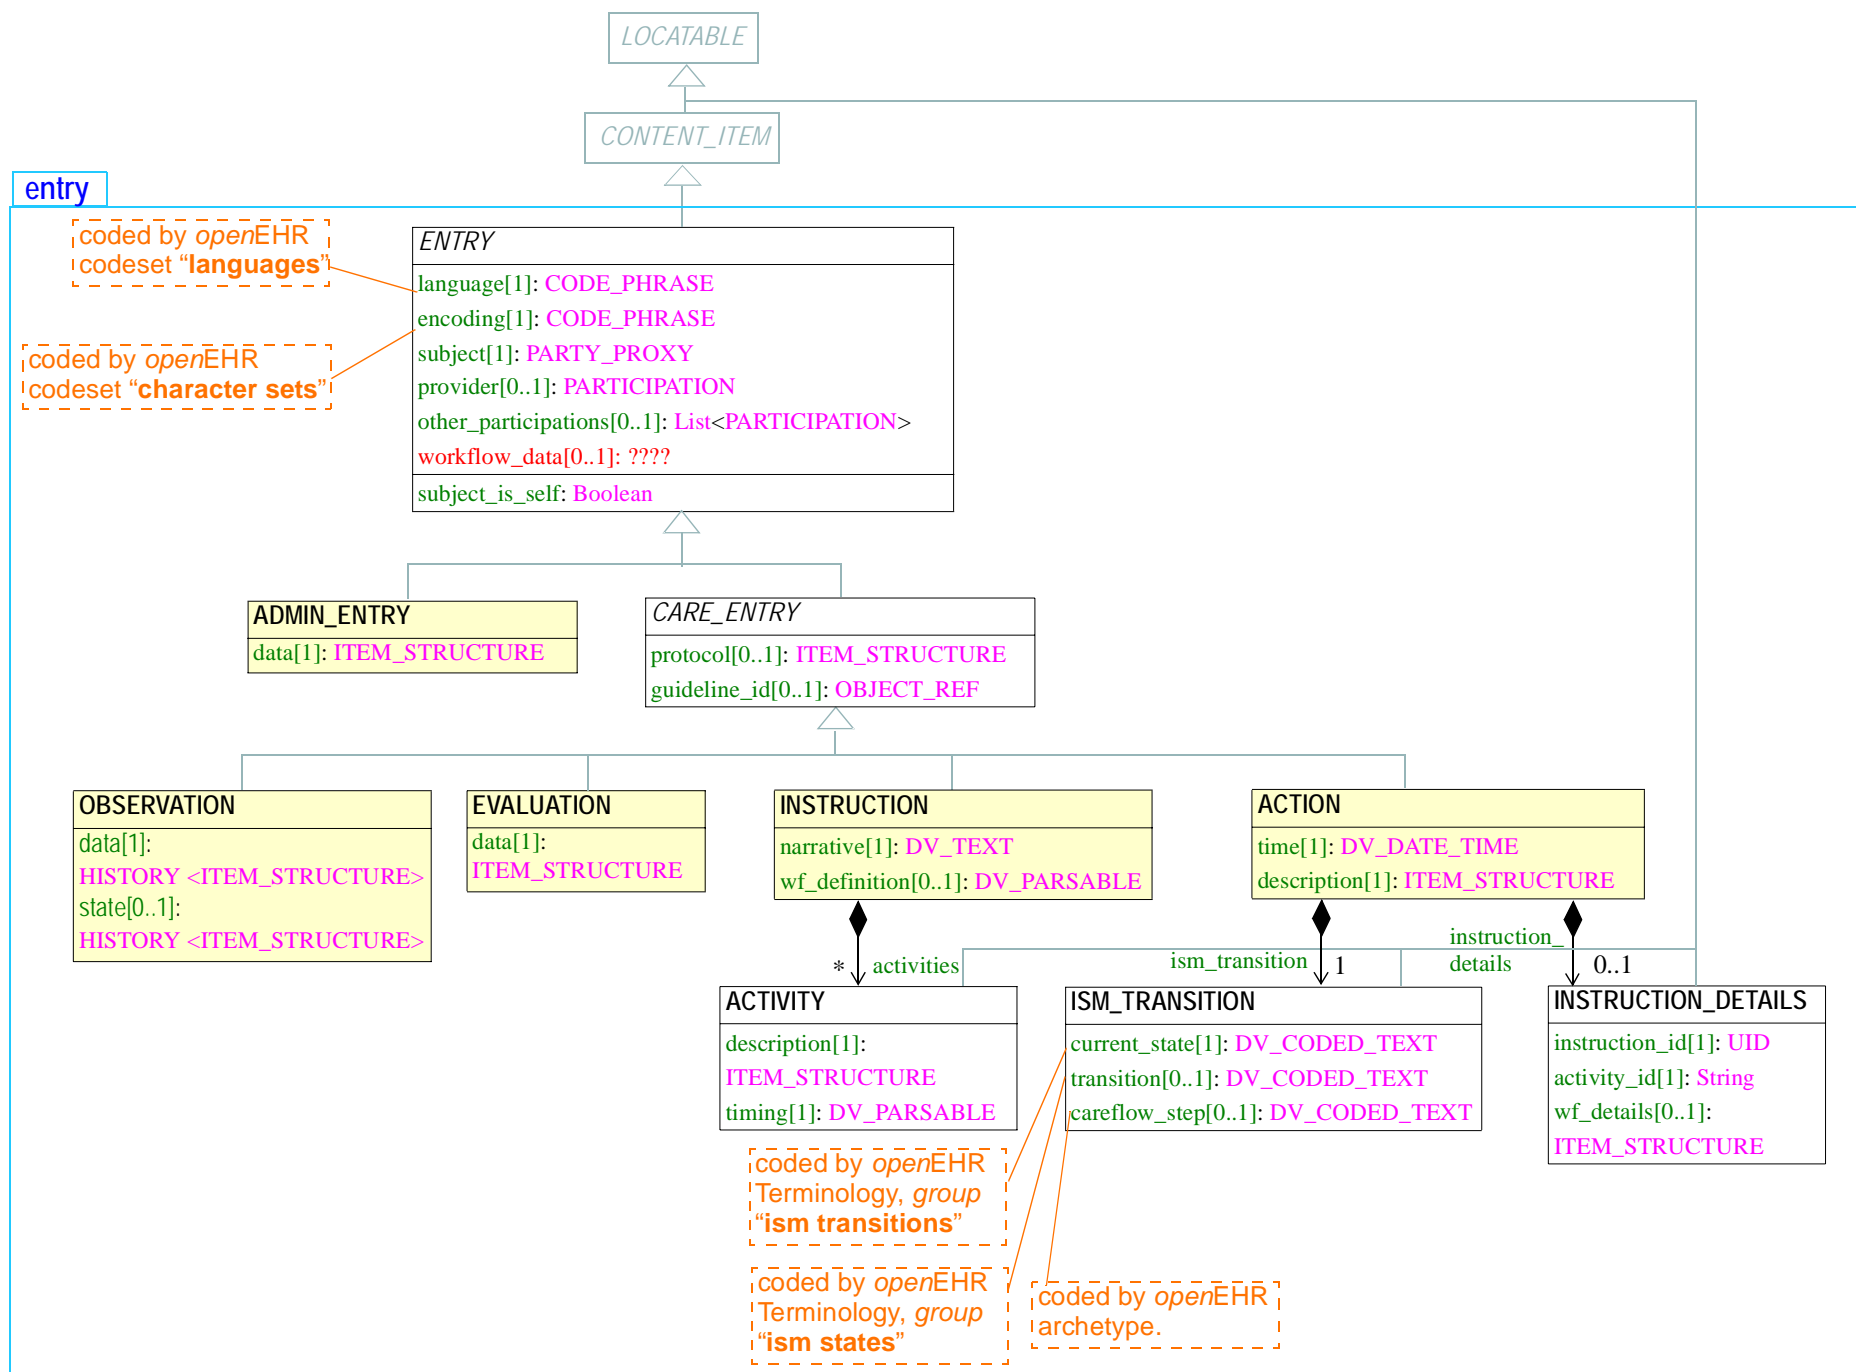 LOCATABLE
CONTENT_ITEM
entry
coded by openEHR
codeset “languages”
coded by openEHR
codeset “character sets”
ENTRY
language[1]: CODE_PHRASE
encoding[1]: CODE_PHRASE
subject[1]: PARTY_PROXY
provider[0..1]: PARTICIPATION
other_participations[0..1]: List<PARTICIPATION>
workflow_data[0..1]: ????
subject_is_self: Boolean
ADMIN_ENTRY
data[1]: ITEM_STRUCTURE
CARE_ENTRY
protocol[0..1]: ITEM_STRUCTURE
guideline_id[0..1]: OBJECT_REF
OBSERVATION
data[1]:
HISTORY <ITEM_STRUCTURE>
state[0..1]:
HISTORY <ITEM_STRUCTURE>
EVALUATION
data[1]:
ITEM_STRUCTURE
INSTRUCTION
narrative[1]: DV_TEXT
wf_definition[0..1]: DV_PARSABLE
ACTION
time[1]: DV_DATE_TIME
description[1]: ITEM_STRUCTURE
* activities
ism_transition 1
instruction_
details 0..1
ACTIVITY
description[1]:
ITEM_STRUCTURE
timing[1]: DV_PARSABLE
ISM_TRANSITION
current_state[1]: DV_CODED_TEXT
transition[0..1]: DV_CODED_TEXT
careflow_step[0..1]: DV_CODED_TEXT
INSTRUCTION_DETAILS
instruction_id[1]: UID
activity_id[1]: String
wf_details[0..1]:
ITEM_STRUCTURE
coded by openEHR
Terminology, group
“ism transitions”
coded by openEHR
Terminology, group
“ism states”
coded by openEHR
archetype.